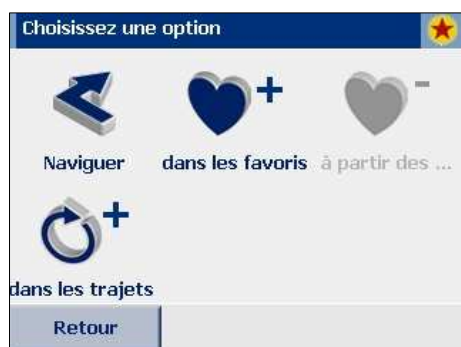 Choisissez une option
Naviguer
dans les favoris
à partir des ...
dans les trajets
Retour